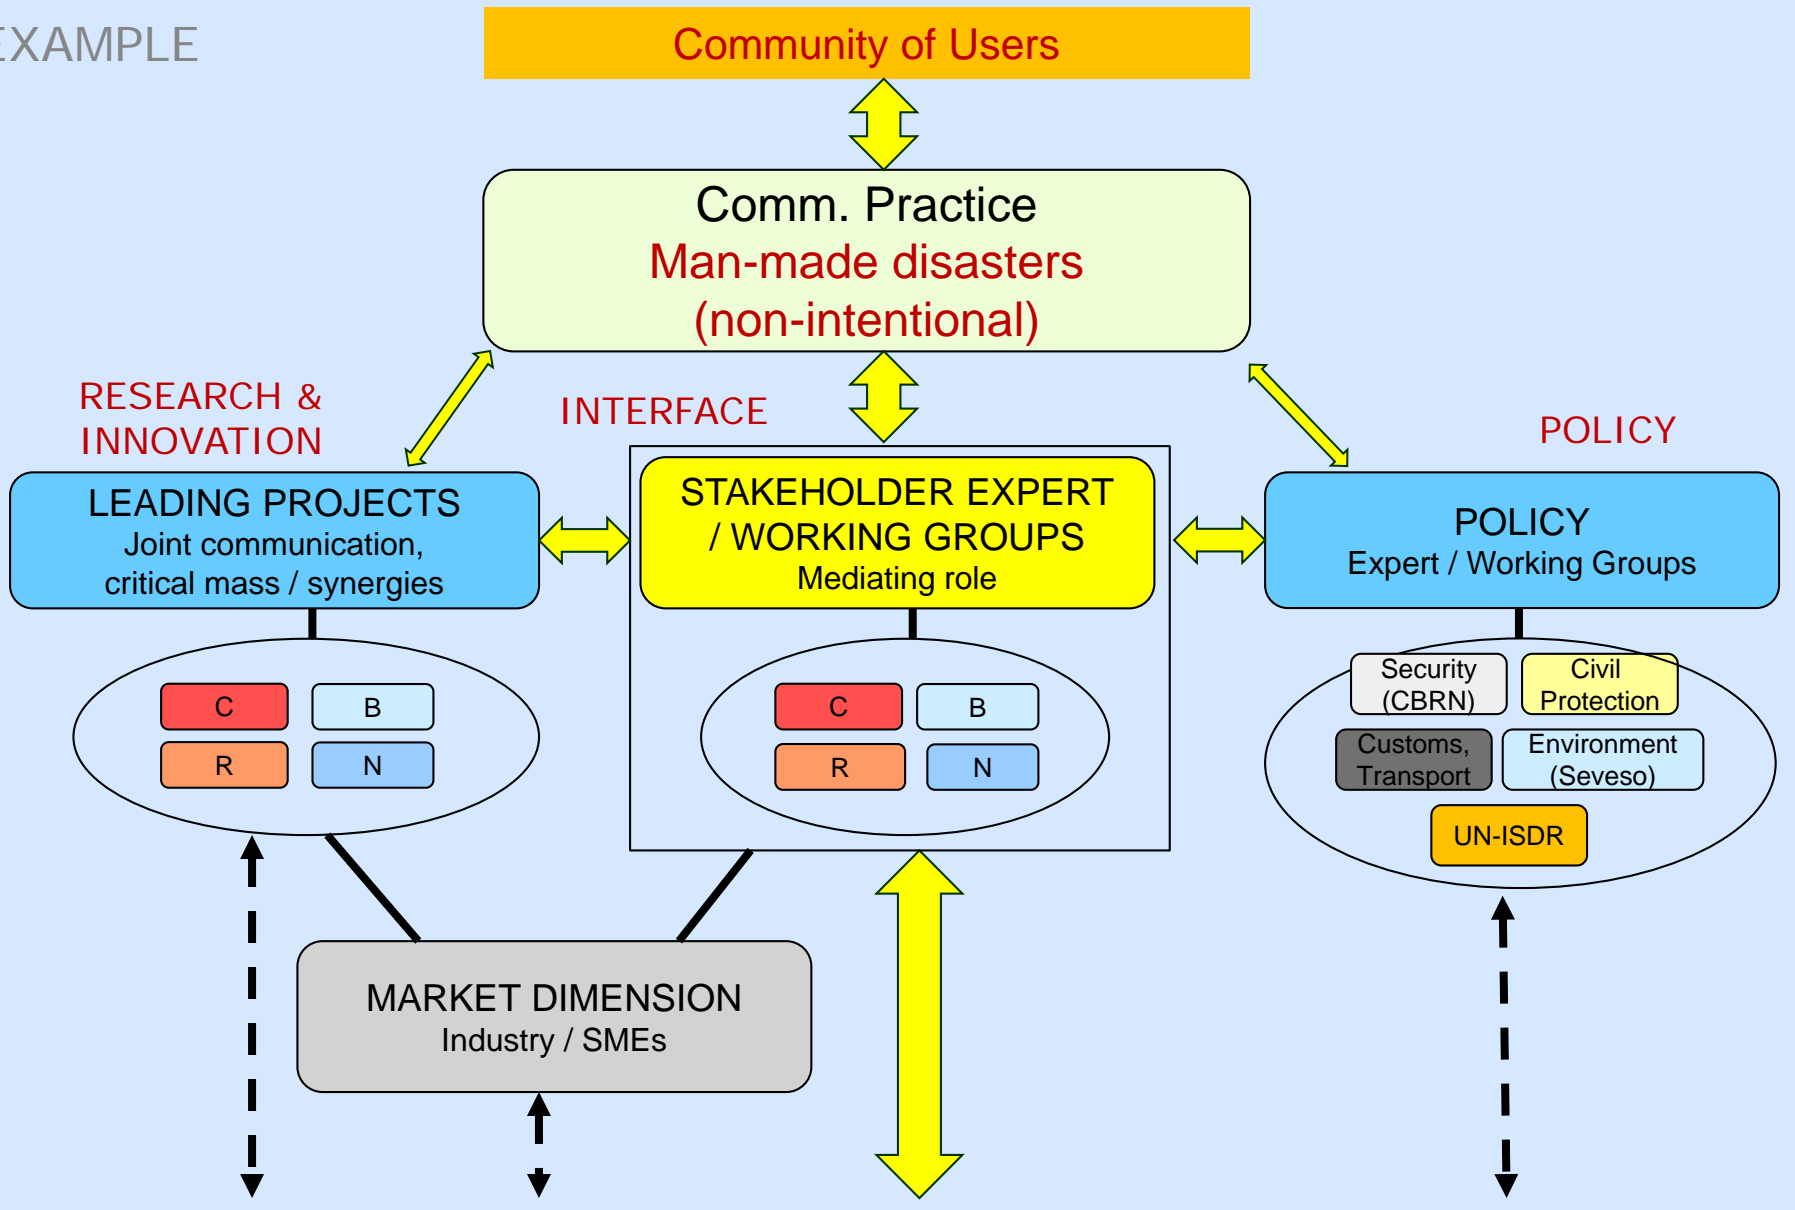 EXAMPLE
Community of Users
Comm. Practice
Man-made disasters
(non-intentional)
RESEARCH &
INNOVATION
INTERFACE
POLICY
LEADING PROJECTS
Joint communication,
critical mass / synergies
STAKEHOLDER EXPERT
/ WORKING GROUPS
Mediating role
POLICY
Expert / Working Groups
C
B
R
N
C
B
R
N
Security
(CBRN)
Civil
Protection
Customs,
Transport
Environment
(Seveso)
UN-ISDR
MARKET DIMENSION
Industry / SMEs